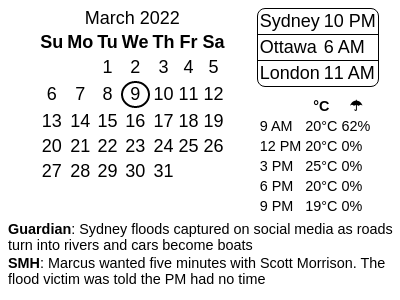 March 2022
Su Mo Tu We Th Fr Sa
1 2 3 4 5
6 7 8 9 10 11 12
13 14 15 16 17 18 19
20 21 22 23 24 25 26
27 28 29 30 31
Sydney 10 PM
Ottawa 6 AM
London 11 AM
°C ☂
9 AM 20°C 62%
12 PM 20°C 0%
3 PM 25°C 0%
6 PM 20°C 0%
9 PM 19°C 0%
Guardian: Sydney floods captured on social media as roads
turn into rivers and cars become boats
SMH: Marcus wanted five minutes with Scott Morrison. The
flood victim was told the PM had no time